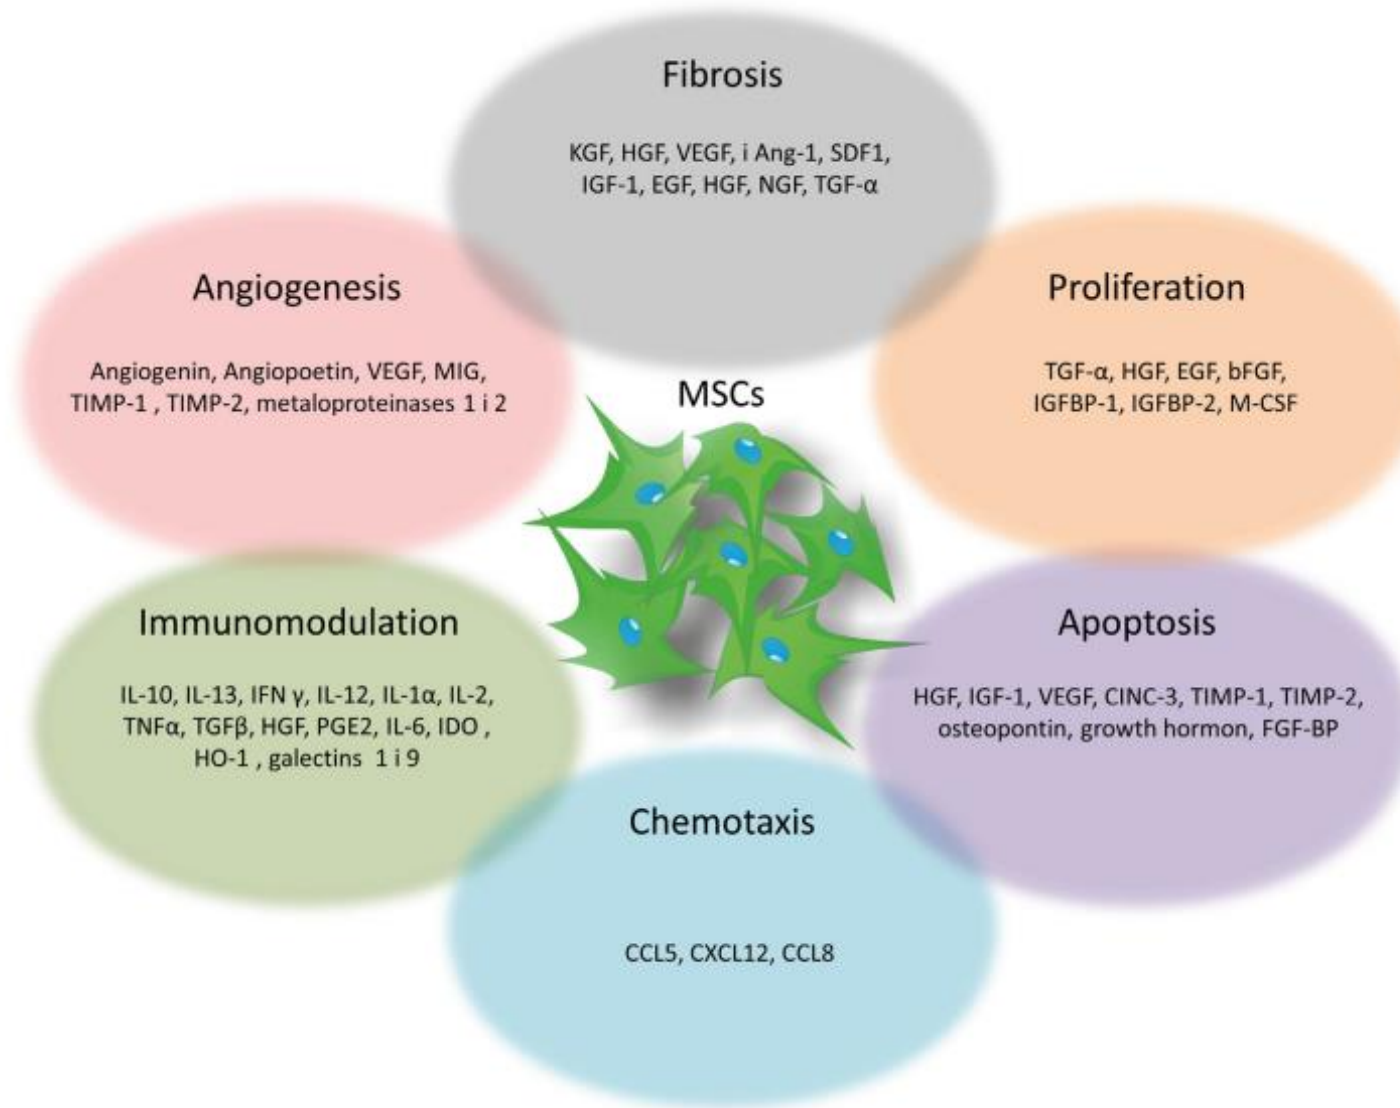 Fibrosis
KGF, HGF, VEGF, i Ang-1, SDF1,
IGF-1, EGF, HGF, NGF, TGF-α
Angiogenesis
Angiogenin, Angiopoetin, VEGF, MIG,
TIMP-1 , TIMP-2, metaloproteinases 1 i 2
Proliferation
TGF-α, HGF, EGF, bFGF,
IGFBP-1, IGFBP-2, M-CSF
MSCs
Immunomodulation
IL-10, IL-13, IFN γ, IL-12, IL-1α, IL-2,
TNFα, TGFβ, HGF, PGE2, IL-6, IDO ,
HO-1 , galectins 1 i 9
Apoptosis
HGF, IGF-1, VEGF, CINC-3, TIMP-1, TIMP-2,
osteopontin, growth hormon, FGF-BP
Chemotaxis
CCL5, CXCL12, CCL8